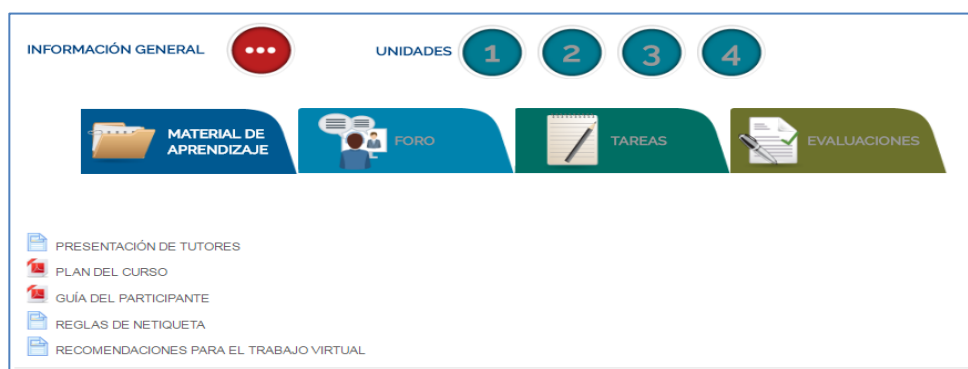 INFORMACIÓN GENERAL
UNIDADES 1 2 3 4
MATERIAL DE
APRENDIZAJE
FORO
TAREAS
EVALUACIONES
PRESENTACIÓN DE TUTORES
PLAN DEL CURSO
GUÍA DEL PARTICIPANTE
REGLAS DE NETIQUETA
RECOMENDACIONES PARA EL TRABAJO VIRTUAL